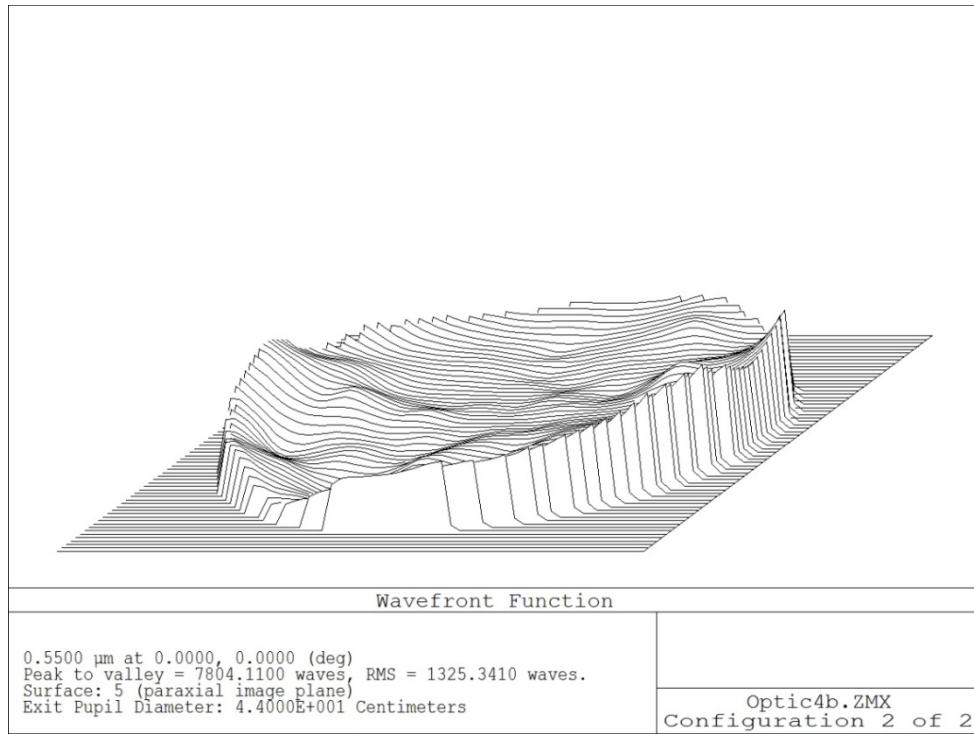 Wavefront Function
0.5500 µm at 0.0000, 0.0000 (deg)
Peak to valley = 7804.1100 waves, RMS = 1325.3410 waves.
Surface: 5 (paraxial image plane)
Exit Pupil Diameter: 4.4000E+001 Centimeters
Optic4b.ZMX
Configuration 2 of 2